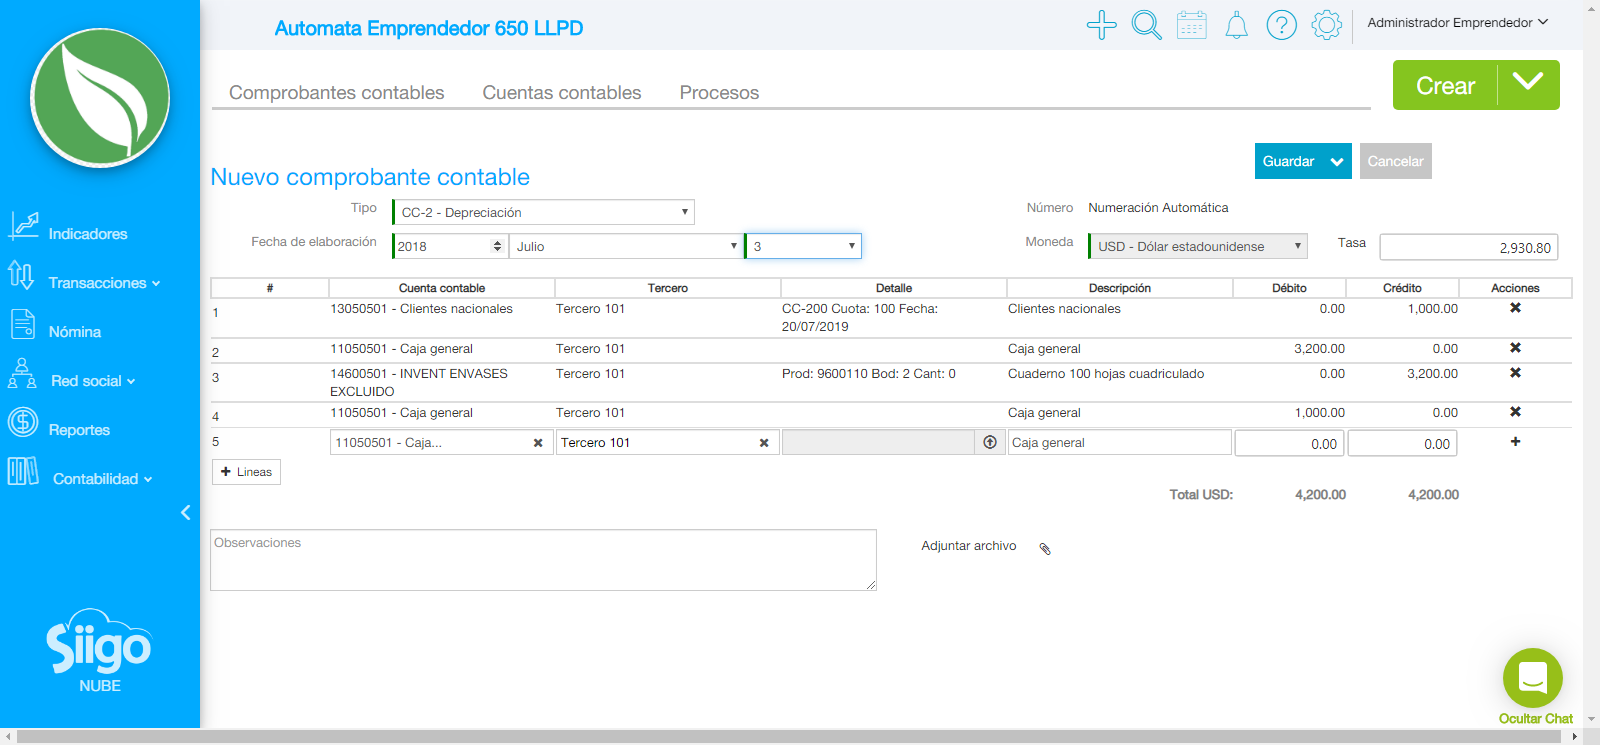 Automata Emprendedor 650 LLPD
Administrador Emprendedor
Comprobantes contables Cuentas contables Procesos
Crear
Guardar Cancelar
Nuevo comprobante contable
Tipo CC-2 - Depreciación Número Numeración Automática
Fecha de elaboración 2018 Julio 3 Moneda USD - Dólar estadounidense Tasa 2,930.80
# Cuenta contable Tercero Detalle Descripción Débito Crédito Acciones
1 13050501 - Clientes nacionales Tercero 101 CC-200 Cuota: 100 Fecha: Clientes nacionales 0.00 1,000.00
20/07/2019
2 11050501 - Caja general Tercero 101 Caja general 3,200.00 0.00
3 14600501 - INVENT ENVASES Tercero 101 Prod: 9600110 Bod: 2 Cant: 0 Cuaderno 100 hojas cuadriculado 0.00 3,200.00
EXCLUIDO
4 11050501 - Caja general Tercero 101 Caja general 1,000.00 0.00
5 11050501 - Caja... Tercero 101 Caja general 0.00 0.00
+ Lineas
Total USD: 4,200.00 4,200.00
Observaciones
Adjuntar archivo
Indicadores
Transacciones
Nómina
Red social
Reportes
Contabilidad
Siigo
NUBE
Ocultar Chat